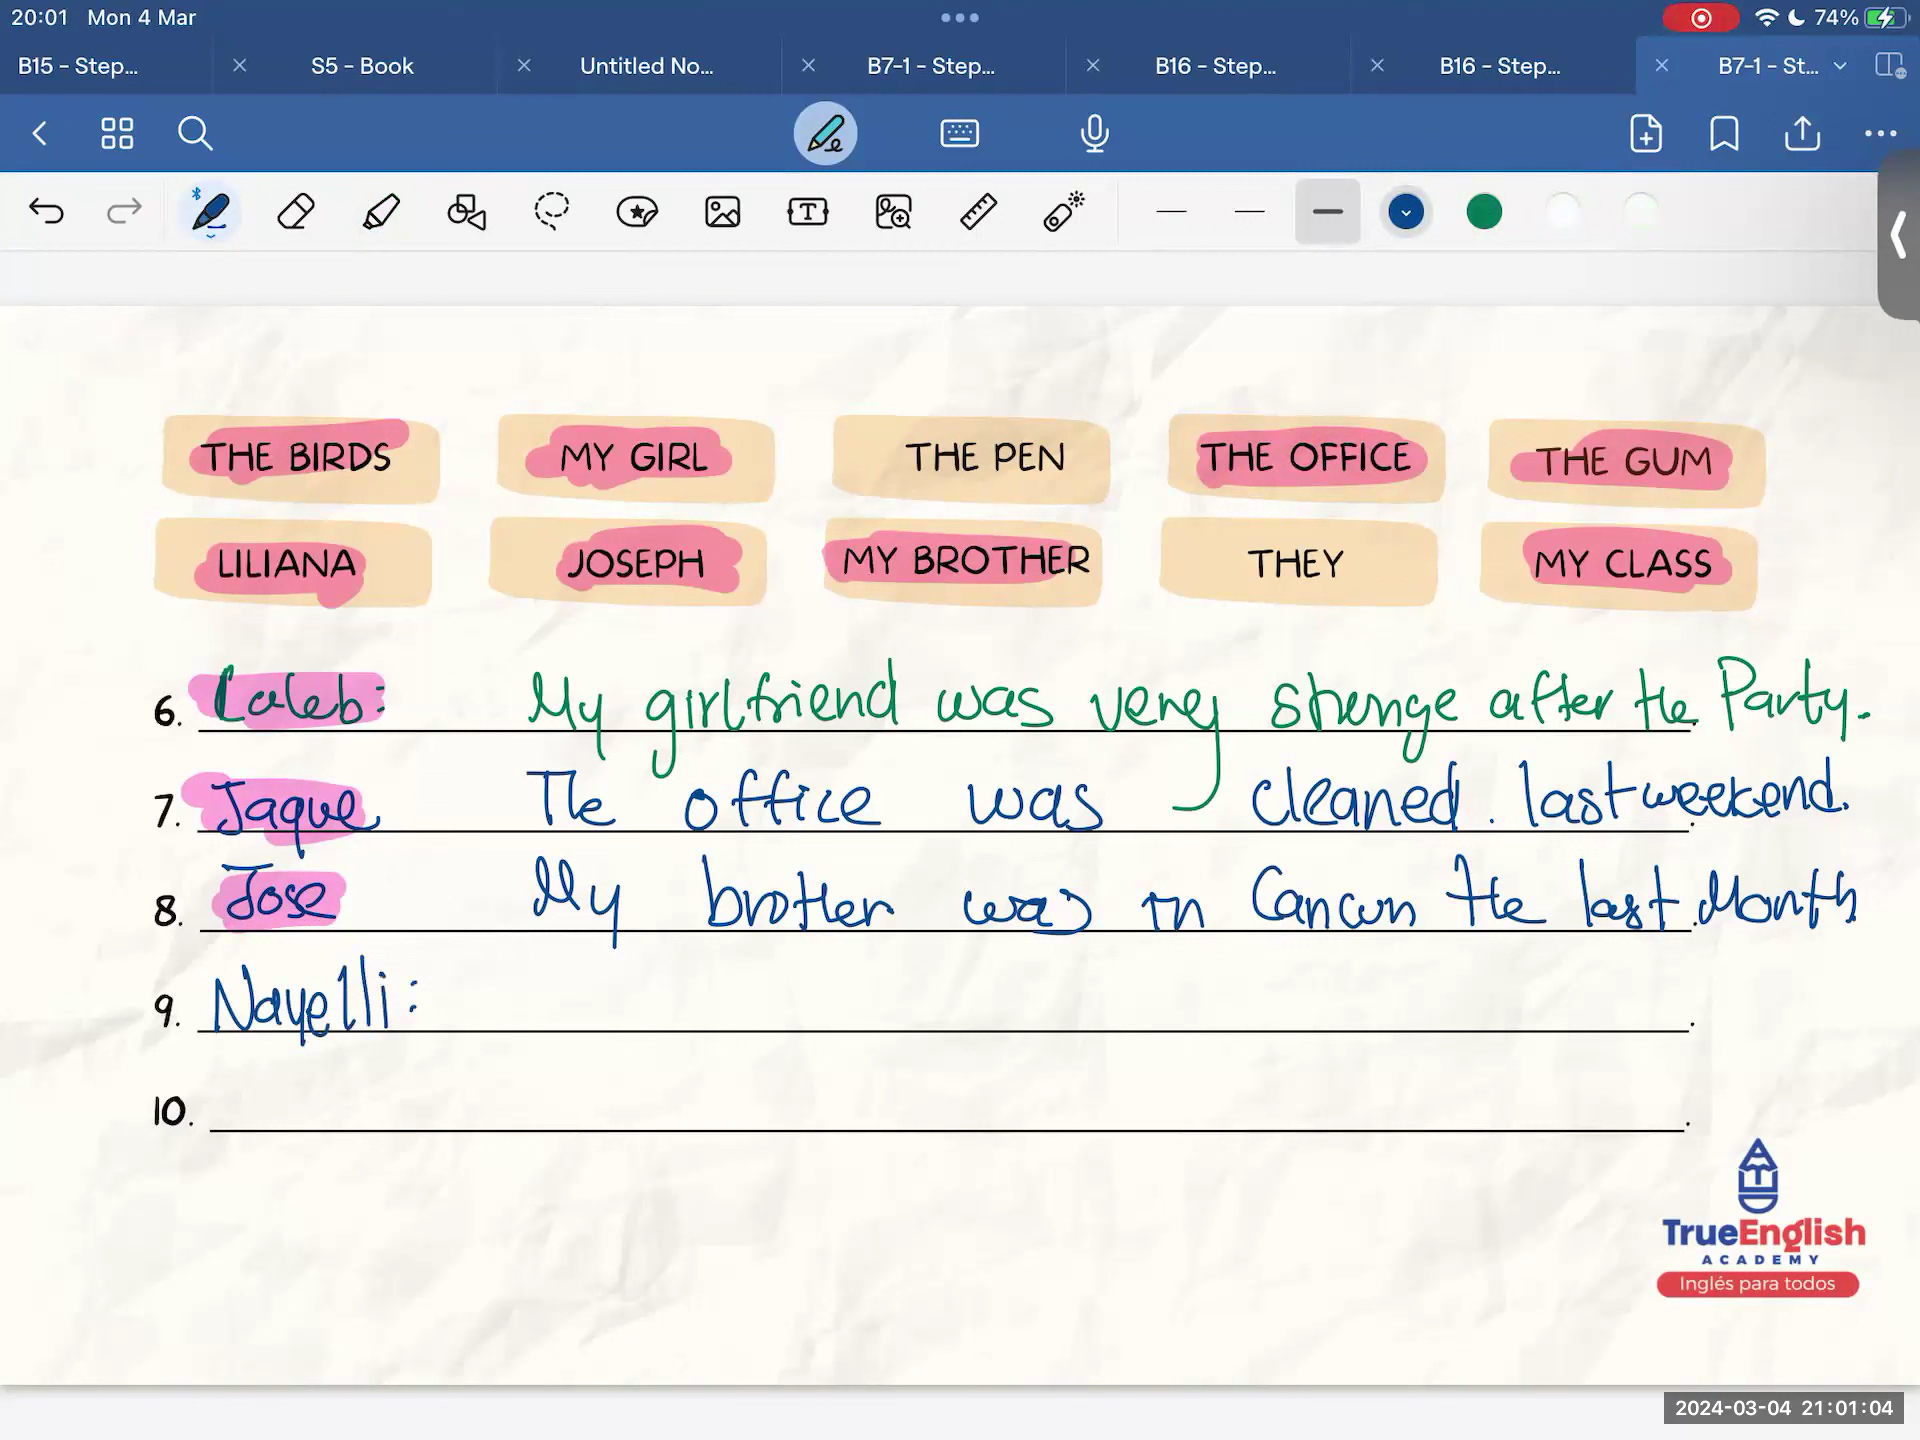 20:01 Mon 4 Mar
74%
B15 - Step... S5 - Book Untitled No... B7-1 - Step... B16 - Step... B16 - Step... B7-1 - St...
THE BIRDS MY GIRL THE PEN THE OFFICE THE GUM
LILIANA JOSEPH MY BROTHER THEY MY CLASS
6. Caleb: My girlfriend was very strenge after the Party.
7. Jaque The office was cleaned. last weekend.
8. Jose My brother was in Cancun the last Month
9. Nayelli:
10.
TrueEnglish
ACADEMY
Inglés para todos
2024-03-04 21:01:04